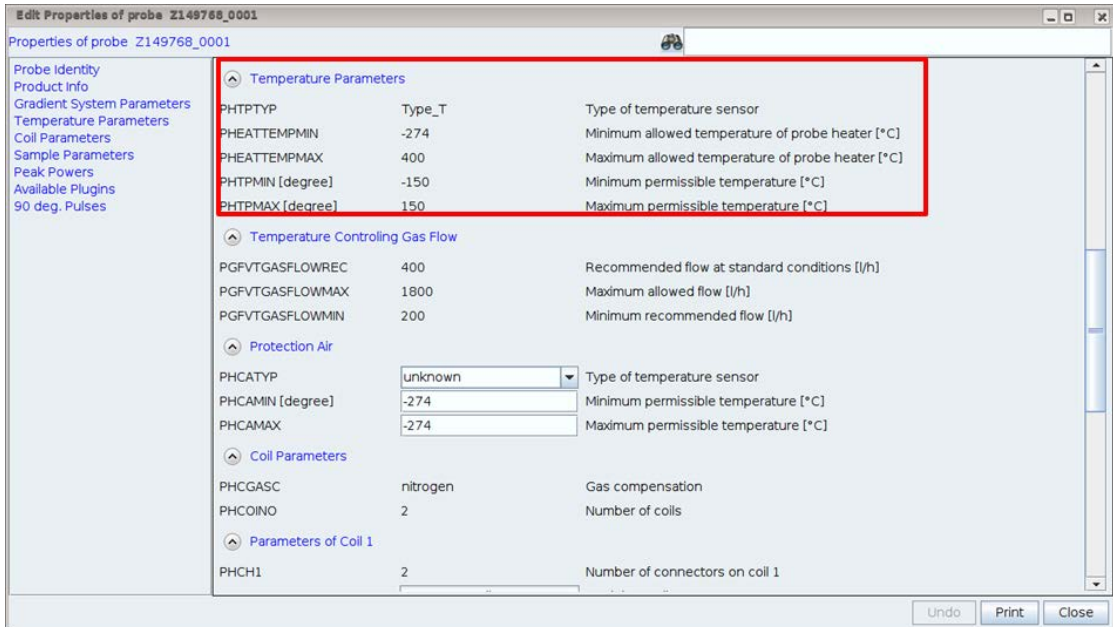 Edit Properties of probe Z149768_0001
Properties of probe Z149768_0001
Probe Identity
Product Info
Gradient System Parameters
Temperature Parameters
Coil Parameters
Sample Parameters
Peak Powers
Available Plugins
90 deg. Pulses
Temperature Parameters
PHTPTYP Type_T Type of temperature sensor
PHEATTEMPMIN -274 Minimum allowed temperature of probe heater [°C]
PHEATTEMPMAX 400 Maximum allowed temperature of probe heater [°C]
PHTPMIN [degree] -150 Minimum permissible temperature [°C]
PHTPMAX [degree] 150 Maximum permissible temperature [°C]
Temperature Controling Gas Flow
PGFVTGASFLOWREC 400 Recommended flow at standard conditions [l/h]
PGFVTGASFLOWMAX 1800 Maximum allowed flow [l/h]
PGFVTGASFLOWMIN 200 Minimum recommended flow [l/h]
Protection Air
PHCATYP unknown Type of temperature sensor
PHCAMIN [degree] -274 Minimum permissible temperature [°C]
PHCAMAX -274 Maximum permissible temperature [°C]
Coil Parameters
PHCGASC nitrogen Gas compensation
PHCOINO 2 Number of coils
Parameters of Coil 1
PHCH1 2 Number of connectors on coil 1
Undo Print Close